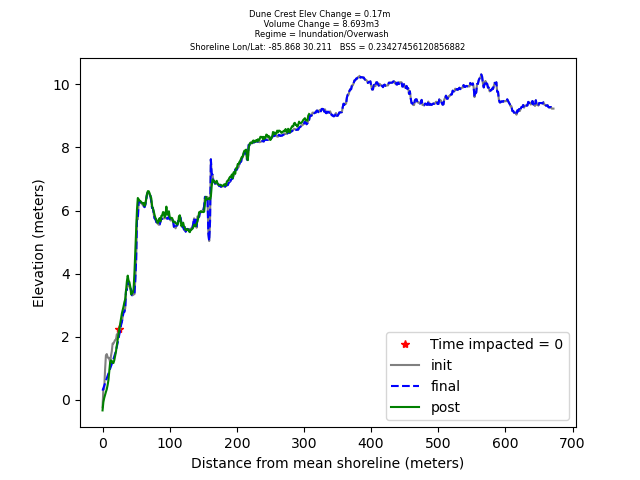 Dune Crest Elev Change = 0.17m
Volume Change = 8.693m3
Regime = Inundation/Overwash
Shoreline Lon/Lat: -85.868 30.211 BSS = 0.23427456120856882
Elevation (meters)
10
8
6
4
2
0
Time impacted = 0
init
final
post
0 100 200 300 400 500 600 700
Distance from mean shoreline (meters)